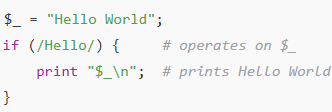 $_ = "Hello World";
if (/Hello/) {     # operates on $_
    print "$_\n";  # prints Hello World
}